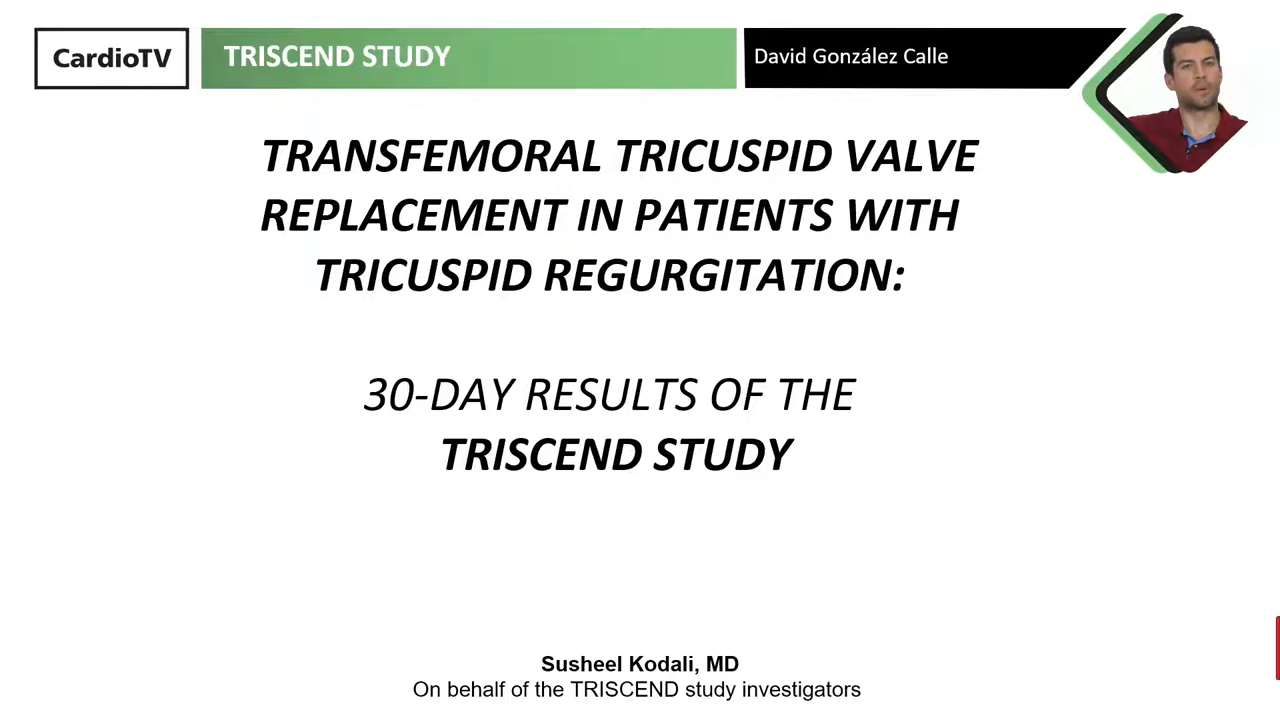 CardioTV
TRISCEND STUDY
David González Calle
TRANSFEMORAL TRICUSPID VALVE
REPLACEMENT IN PATIENTS WITH
TRICUSPID REGURGITATION:
30-DAY RESULTS OF THE
TRISCEND STUDY
Susheel Kodali, MD
On behalf of the TRISCEND study investigators